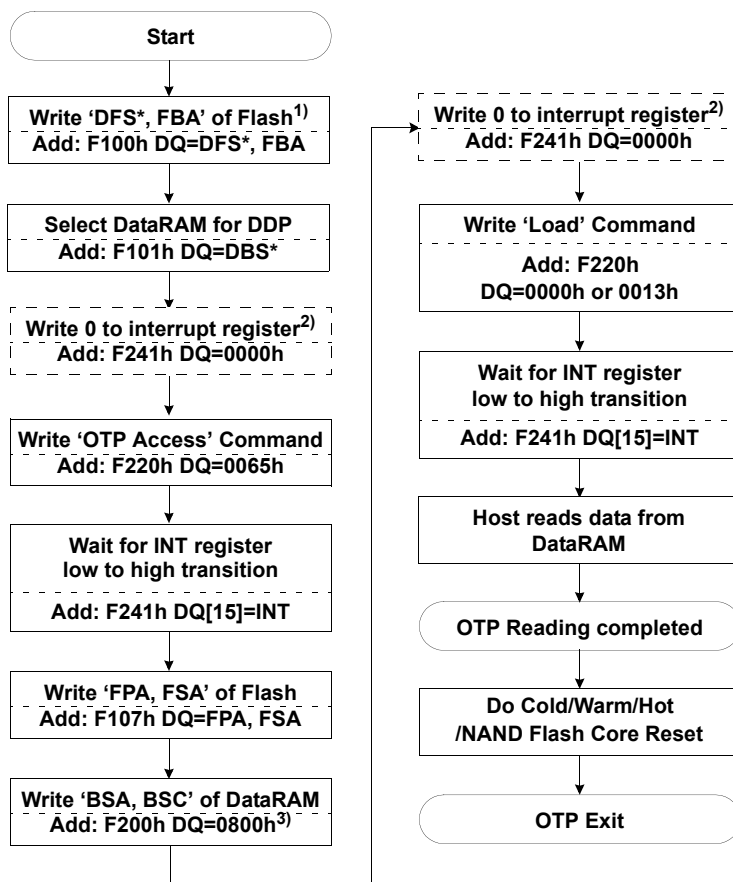 Start
Write ‘DFS*, FBA’ of Flash1)
Add: F100h DQ=DFS*, FBA
Select DataRAM for DDP
Add: F101h DQ=DBS*
Write 0 to interrupt register2)
Add: F241h DQ=0000h
Write ‘OTP Access’ Command
Add: F220h DQ=0065h
Wait for INT register
low to high transition
Add: F241h DQ[15]=INT
Write ‘FPA, FSA’ of Flash
Add: F107h DQ=FPA, FSA
Write ‘BSA, BSC’ of DataRAM
Add: F200h DQ=0800h3)
Write 0 to interrupt register2)
Add: F241h DQ=0000h
Write ‘Load’ Command
Add: F220h
DQ=0000h or 0013h
Wait for INT register
low to high transition
Add: F241h DQ[15]=INT
Host reads data from
DataRAM
OTP Reading completed
Do Cold/Warm/Hot
/NAND Flash Core Reset
OTP Exit